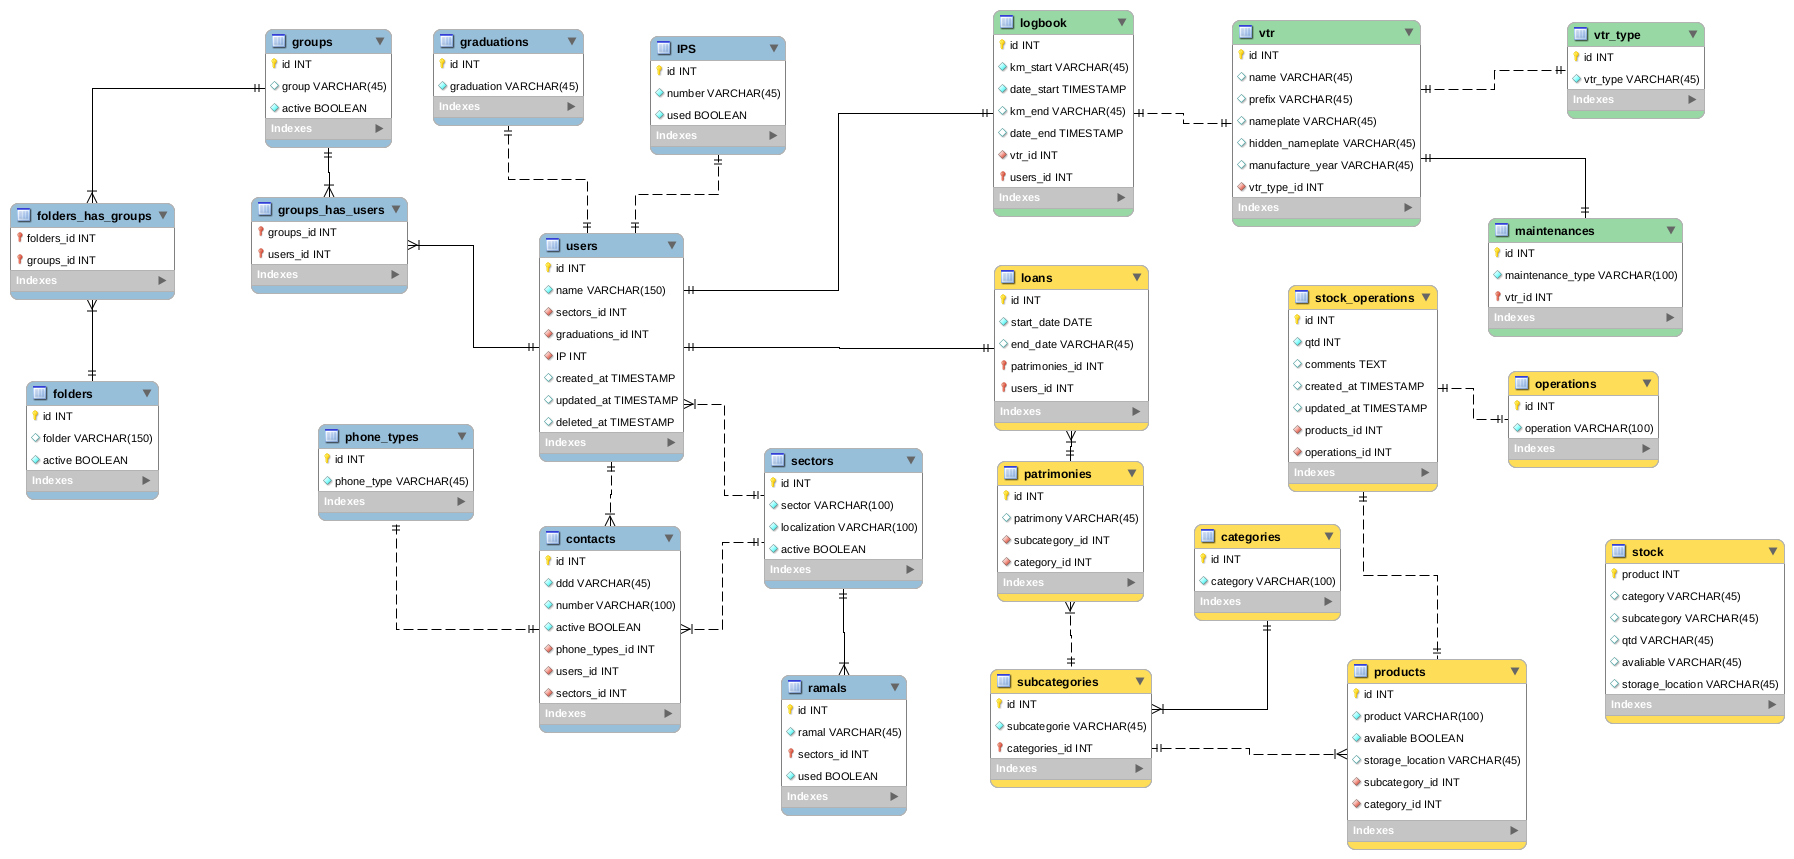 groups
id INT
group VARCHAR(45)
active BOOLEAN
Indexes
graduations
id INT
graduation VARCHAR(45)
Indexes
IPS
id INT
number VARCHAR(45)
used BOOLEAN
Indexes
logbook
id INT
km_start VARCHAR(45)
date_start TIMESTAMP
km_end VARCHAR(45)
date_end TIMESTAMP
vtr_id INT
users_id INT
Indexes
vtr
id INT
name VARCHAR(45)
prefix VARCHAR(45)
nameplate VARCHAR(45)
hidden_nameplate VARCHAR(45)
manufacture_year VARCHAR(45)
vtr_type_id INT
Indexes
vtr_type
id INT
vtr_type VARCHAR(45)
Indexes
folders_has_groups
folders_id INT
groups_id INT
Indexes
groups_has_users
groups_id INT
users_id INT
Indexes
users
id INT
name VARCHAR(150)
sectors_id INT
graduations_id INT
IP INT
created_at TIMESTAMP
updated_at TIMESTAMP
deleted_at TIMESTAMP
Indexes
loans
id INT
start_date DATE
end_date VARCHAR(45)
patrimonies_id INT
users_id INT
Indexes
stock_operations
id INT
qtd INT
comments TEXT
created_at TIMESTAMP
updated_at TIMESTAMP
products_id INT
operations_id INT
Indexes
maintenances
id INT
maintenance_type VARCHAR(100)
vtr_id INT
Indexes
operations
id INT
operation VARCHAR(100)
Indexes
folders
id INT
folder VARCHAR(150)
active BOOLEAN
Indexes
phone_types
id INT
phone_type VARCHAR(45)
Indexes
sectors
id INT
sector VARCHAR(100)
localization VARCHAR(100)
active BOOLEAN
Indexes
patrimonies
id INT
patrimony VARCHAR(45)
subcategory_id INT
category_id INT
Indexes
contacts
id INT
ddd VARCHAR(45)
number VARCHAR(100)
active BOOLEAN
phone_types_id INT
users_id INT
sectors_id INT
Indexes
categories
id INT
category VARCHAR(100)
Indexes
stock
product INT
category VARCHAR(45)
subcategory VARCHAR(45)
qtd VARCHAR(45)
avaliable VARCHAR(45)
storage_location VARCHAR(45)
Indexes
ramals
id INT
ramal VARCHAR(45)
sectors_id INT
used BOOLEAN
Indexes
subcategories
id INT
subcategorie VARCHAR(45)
categories_id INT
Indexes
products
id INT
product VARCHAR(100)
avaliable BOOLEAN
storage_location VARCHAR(45)
subcategory_id INT
category_id INT
Indexes